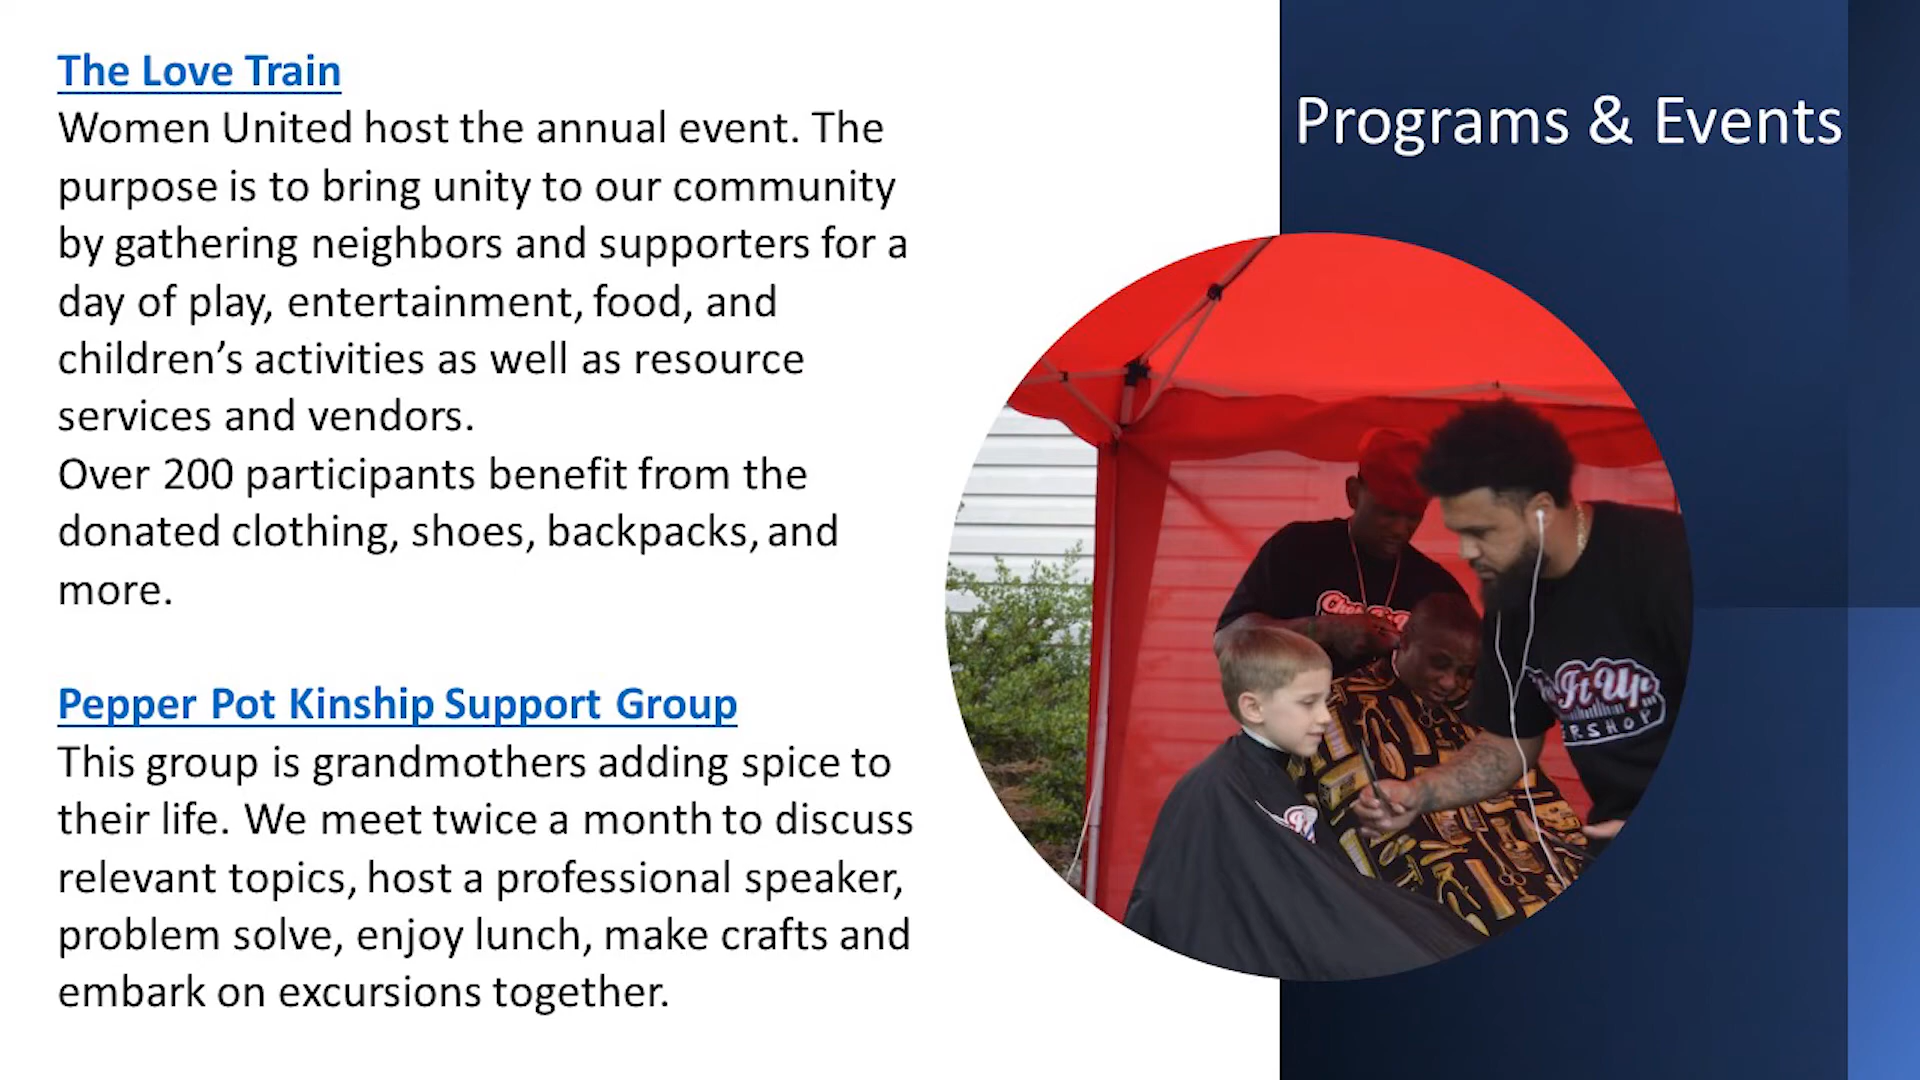 The Love Train
Women United host the annual event. The
purpose is to bring unity to our community
by gathering neighbors and supporters for a
day of play, entertainment, food, and
children’s activities as well as resource
services and vendors.
Over 200 participants benefit from the
donated clothing, shoes, backpacks, and
more.
Pepper Pot Kinship Support Group
This group is grandmothers adding spice to
their life. We meet twice a month to discuss
relevant topics, host a professional speaker,
problem solve, enjoy lunch, make crafts and
embark on excursions together.
Programs & Events
It Up